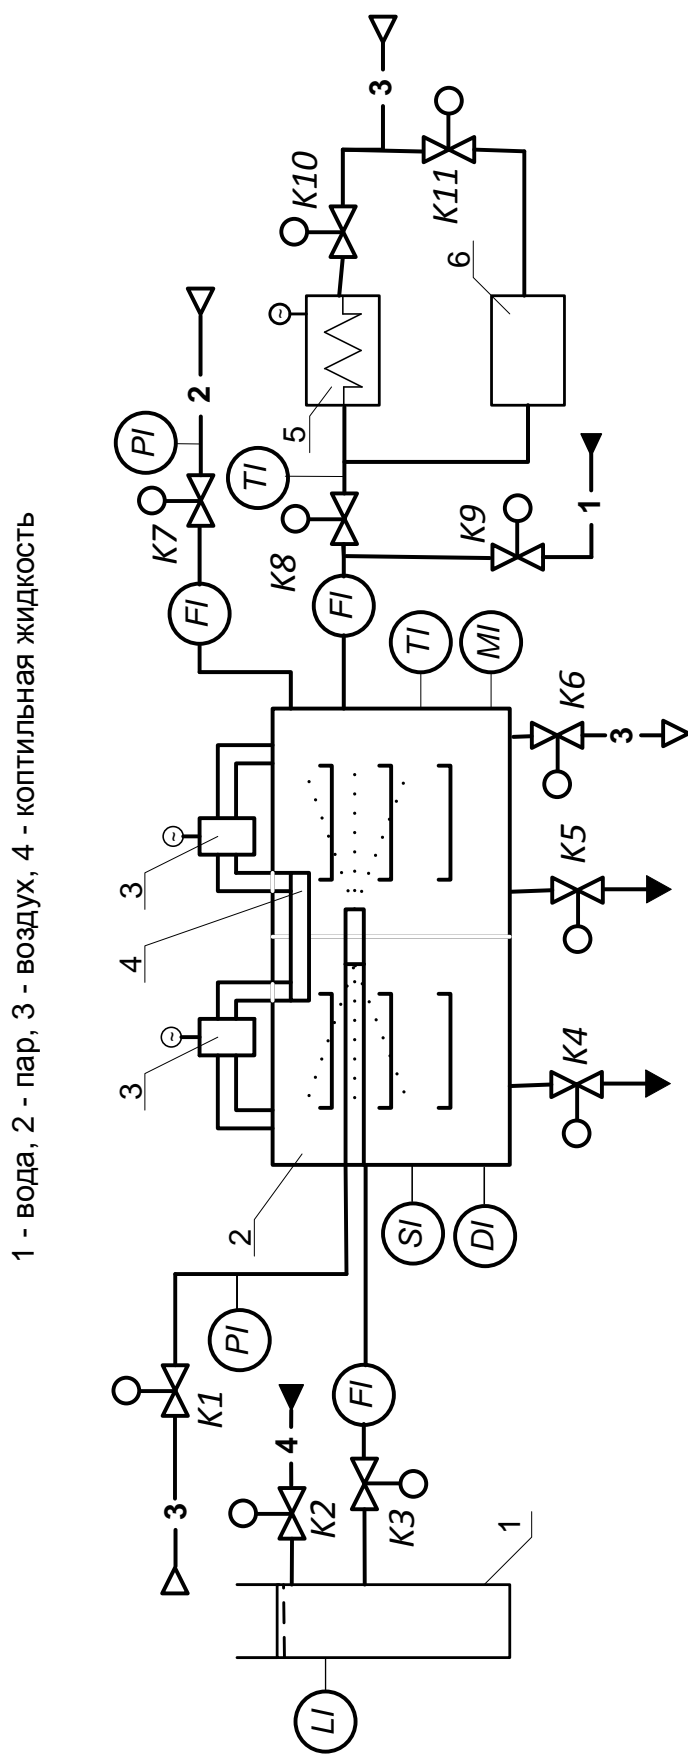 1 - вода, 2 - пар, 3 - воздух, 4 - коптильная жидкость
3
4
3
PI
3
~
~
FI
K7
2
K1
PI
2
TI
4
K8
5
~
K10
LI
K2
FI
FI
3
K3
SI
TI
K11
DI
MI
K9
6
1
K4
K5
K6
1
3